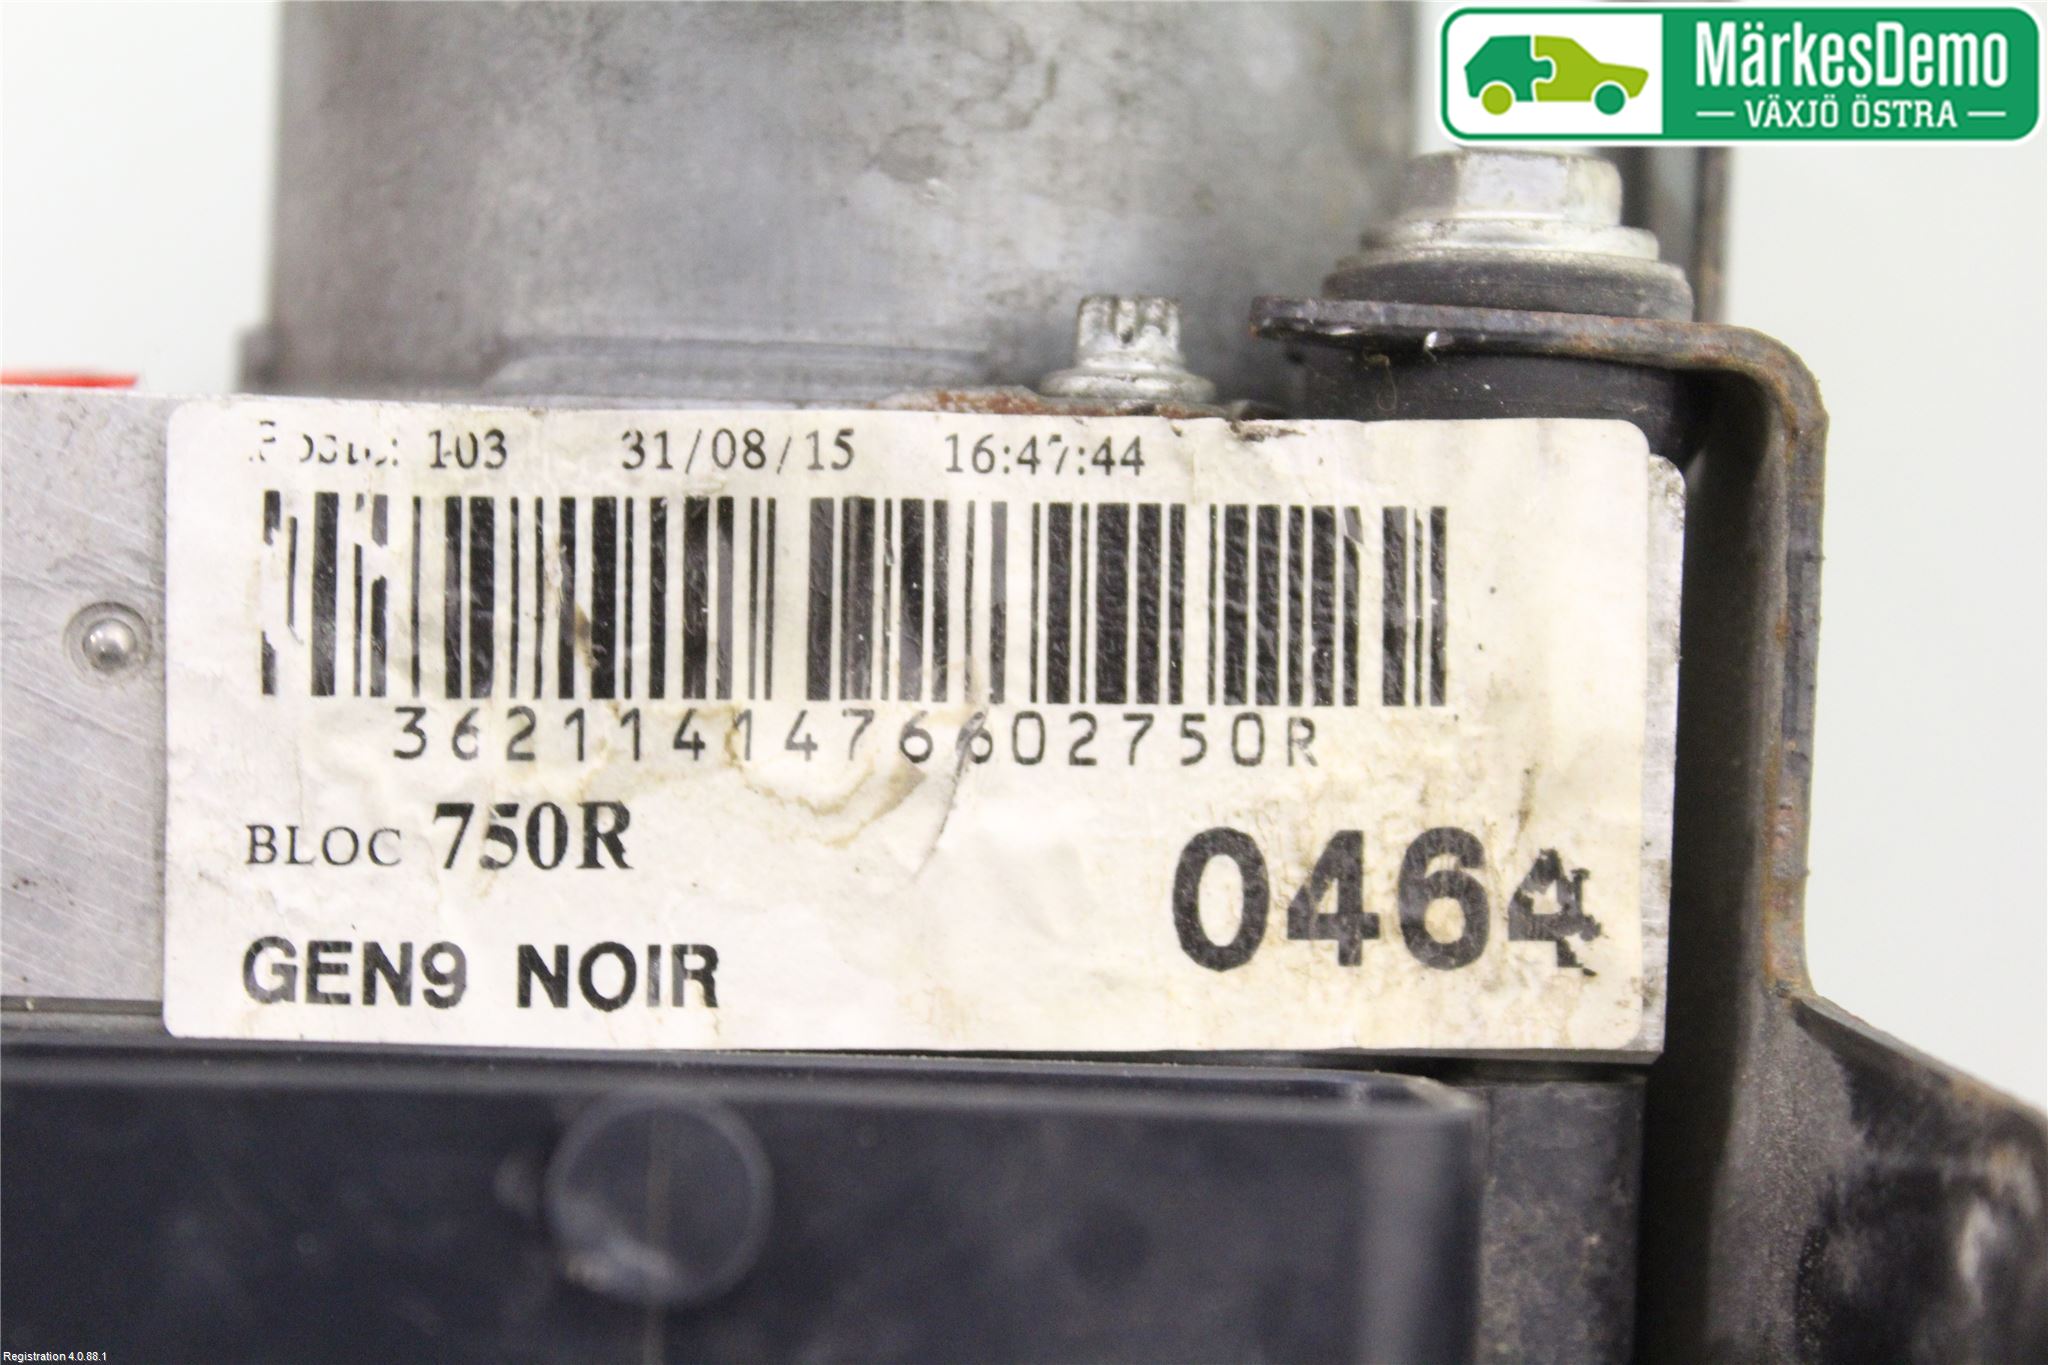 MärkesDemo
VÄXJÖ ÖSTRA
103 31/08/15 16:47:44
3621141476602750R
BLOC 750R
0464
GEN9 NOIR
Registration 4.0.88.1